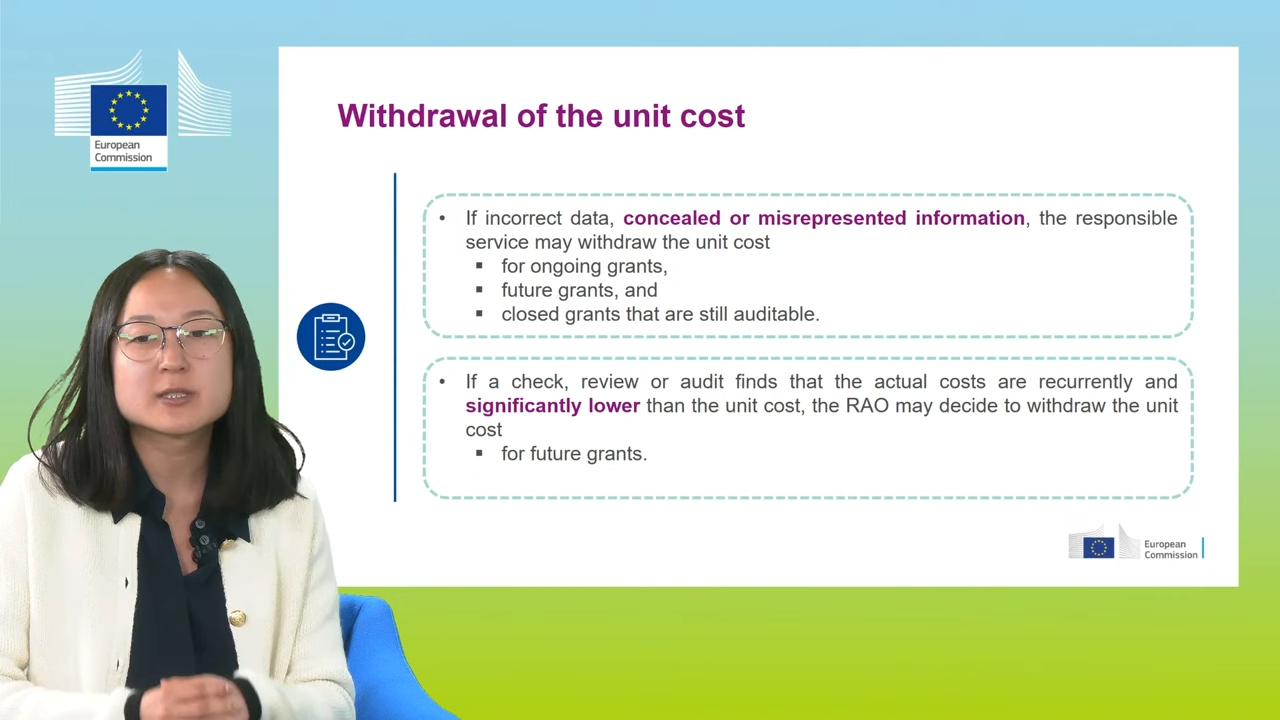 European
Commission
Withdrawal of the unit cost
• If incorrect data, concealed or misrepresented information, the responsible
service may withdraw the unit cost
▪ for ongoing grants,
▪ future grants, and
▪ closed grants that are still auditable.
• If a check, review or audit finds that the actual costs are recurrently and
significantly lower than the unit cost, the RAO may decide to withdraw the unit
cost
▪ for future grants.
European
Commission